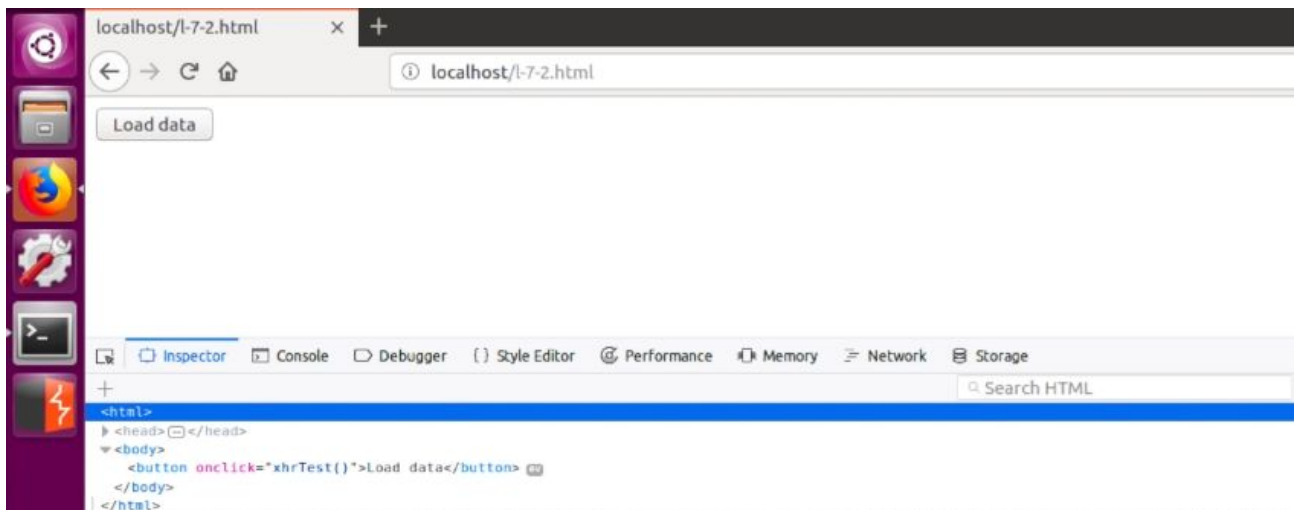 localhost/l-7-2.html × +
localhost/l-7-2.html
Load data
Inspector Console Debugger {} Style Editor Performance Memory Network Storage
+ Search HTML
<html>
<head></head>
<body>
<button onclick="xhrTest()">Load data</button> ev
</body>
</html>